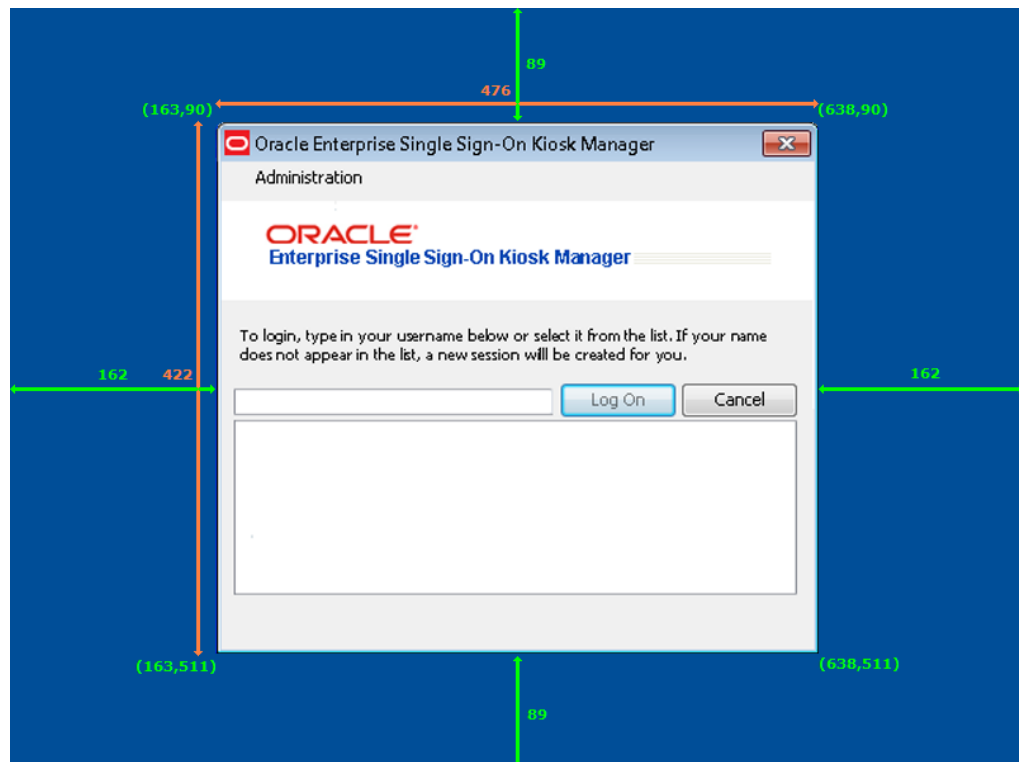 89
476
(163,90)
(638,90)
Oracle Enterprise Single Sign-On Kiosk Manager
Administration
ORACLE
Enterprise Single Sign-On Kiosk Manager
To login, type in your username below or select it from the list. If your name
does not appear in the list, a new session will be created for you.
162
422
162
Log On
Cancel
(163,511)
(638,511)
89